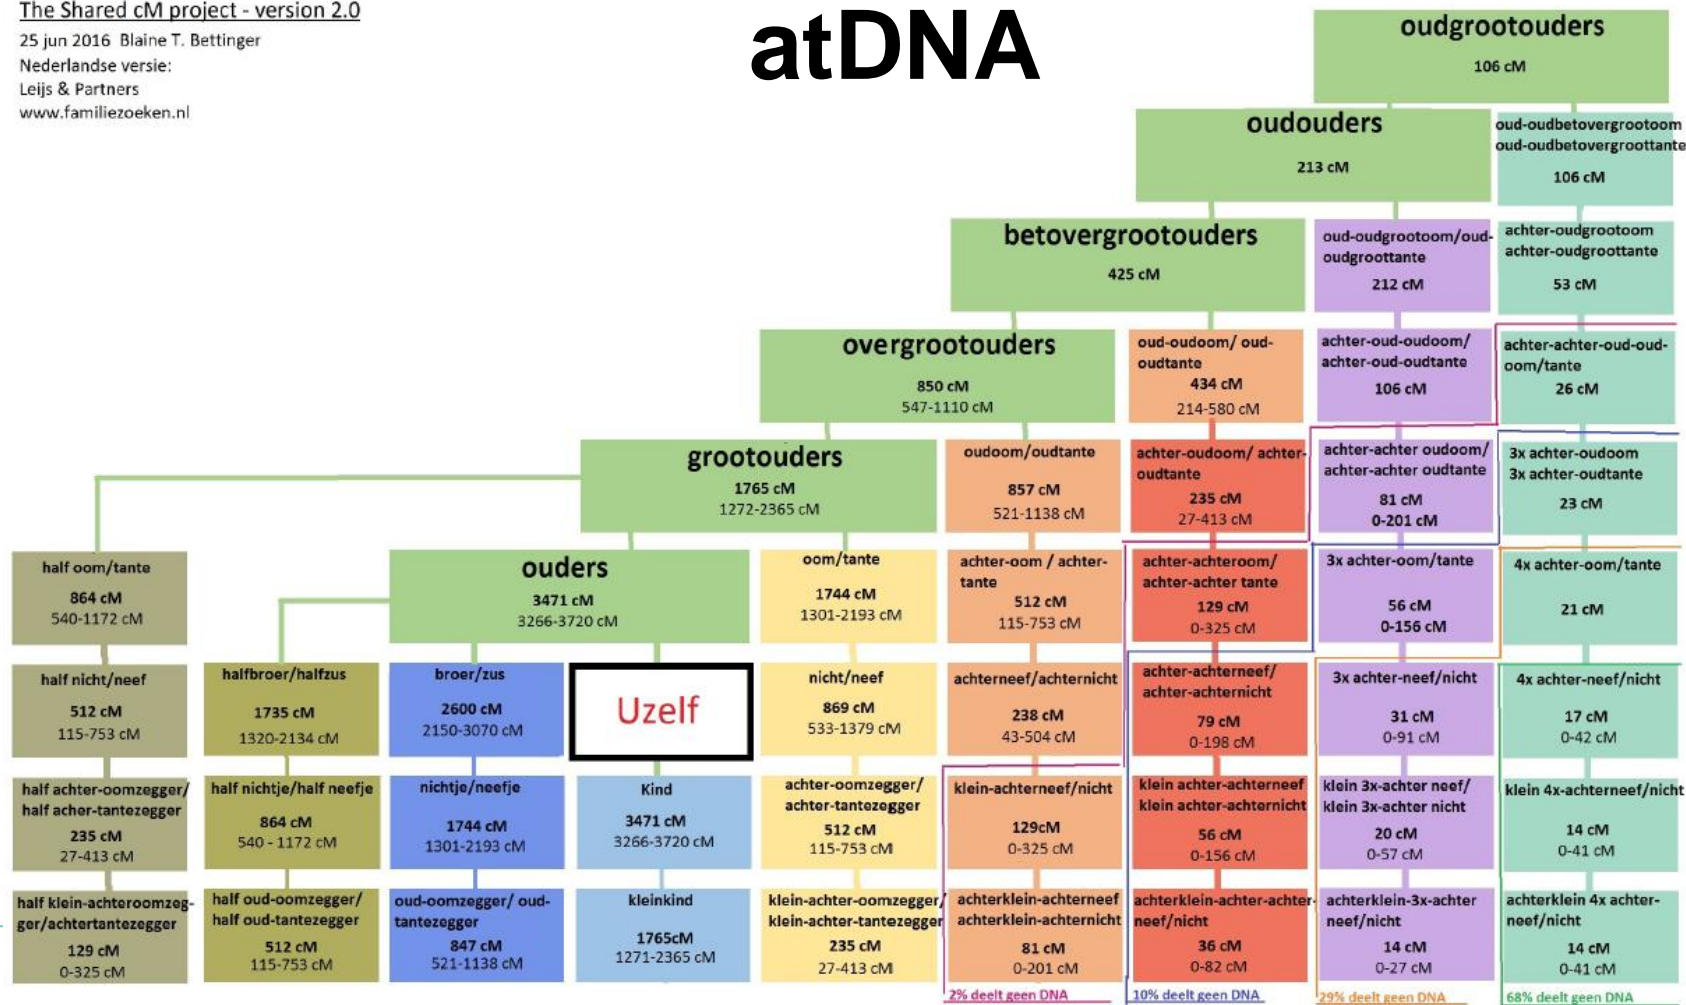 The Shared cM project - version 2.0
25 jun 2016 Blaine T. Bettinger
Nederlandse versie:
Leijs & Partners
www.familiezoeken.nl
atDNA
oudgrootouders
106 cM
oudouders
213 cM
oud-oudbetovergrootoom
oud-oudbetovergroottante
106 cM
betovergrootouders
425 cM
oud-oudgrootoom/oud-
oudgroottante
212 cM
achter-oudgrootoom
achter-oudgroottante
53 cM
overgrootouders
850 cM
547-1110 cM
oud-oudoom/ oud-
oudtante
434 cM
214-580 cM
achter-oud-oudoom/
achter-oud-oudtante
106 cM
achter-achter-oud-oud-
oom/tante
26 cM
grootouders
1765 cM
1272-2365 cM
oudoom/oudtante
857 cM
521-1138 cM
achter-oudoom/ achter-
oudtante
235 cM
27-413 cM
achter-achter oudoom/
achter-achter oudtante
81 cM
0-201 cM
3x achter-oudoom
3x achter-oudtante
23 cM
half oom/tante
864 cM
540-1172 cM
ouders
3471 cM
3266-3720 cM
oom/tante
1744 cM
1301-2193 cM
achter-oom / achter-
tante
512 cM
115-753 cM
achter-achteroom/
achter-achter tante
129 cM
0-325 cM
3x achter-oom/tante
56 cM
0-156 cM
4x achter-oom/tante
21 cM
half nicht/neef
512 cM
115-753 cM
halfbroer/halfzus
1735 cM
1320-2134 cM
broer/zus
2600 cM
2150-3070 cM
Uzelf
nicht/neef
869 cM
533-1379 cM
achterneef/achternicht
238 cM
43-504 cM
achter-achterneef/
achter-achternicht
79 cM
0-198 cM
3x achter-neef/nicht
31 cM
0-91 cM
4x achter-neef/nicht
17 cM
0-42 cM
half achter-oomzegger/
half acher-tantezegger
235 cM
27-413 cM
half nichtje/half neefje
864 cM
540 - 1172 cM
nichtje/neefje
1744 cM
1301-2193 cM
Kind
3471 cM
3266-3720 cM
achter-oomzegger/
achter-tantezegger
512 cM
115-753 cM
klein-achterneef/nicht
129cM
0-325 cM
klein achter-achterneef
klein achter-achternicht
56 cM
0-156 cM
klein 3x-achter neef/
klein 3x-achter nicht
20 cM
0-57 cM
klein 4x-achterneef/nicht
14 cM
0-41 cM
half klein-achteroomzeg-
ger/achtertantezegger
129 cM
0-325 cM
half oud-oomzegger/
half oud-tantezegger
512 cM
115-753 cM
oud-oomzegger/ oud-
tantezegger
847 cM
521-1138 cM
kleinkind
1765cM
1271-2365 cM
klein-achter-oomzegger/
klein-achter-tantezegger
235 cM
27-413 cM
achterklein-achterneef
achterklein-achternicht
81 cM
0-201 cM
achterklein-achter-achter-
neef/nicht
36 cM
0-82 cM
achterklein-3x-achter
neef/nicht
14 cM
0-27 cM
achterklein 4x achter-
neef/nicht
14 cM
0-41 cM
2% deelt geen DNA
10% deelt geen DNA
29% deelt geen DNA
68% deelt geen DNA